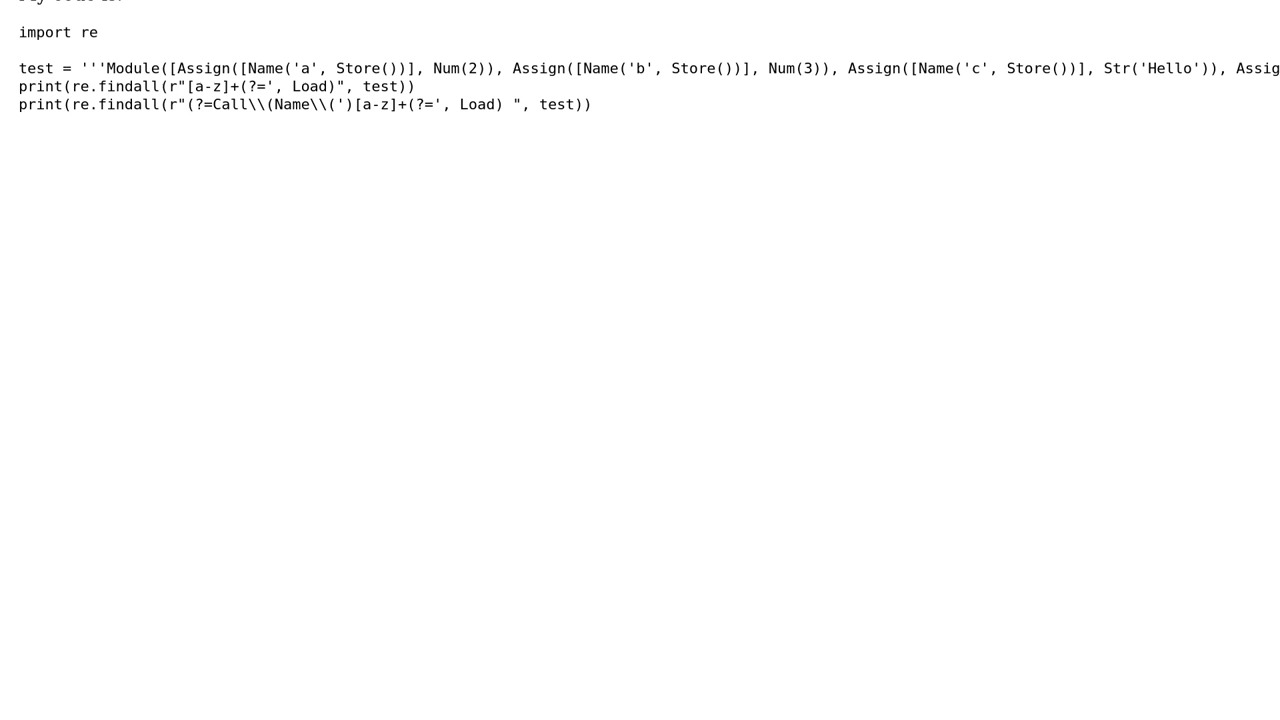 import re
test = '''Module([Assign([Name('a', Store())], Num(2)), Assign([Name('b', Store())], Num(3)), Assign([Name('c', Store())], Str('Hello')), Assig
print(re.findall(r"[a-z]+(?=', Load)", test))
print(re.findall(r"(?=Call\\(Name\\(')[a-z]+(?=', Load) ", test))